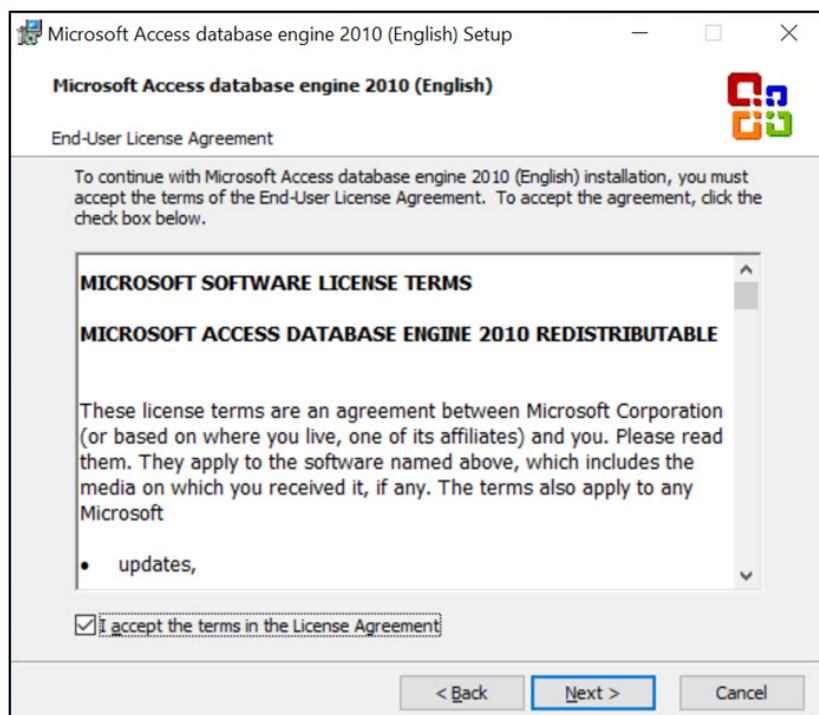 Microsoft Access database engine 2010 (English) Setup
Microsoft Access database engine 2010 (English)
End-User License Agreement
To continue with Microsoft Access database engine 2010 (English) installation, you must
accept the terms of the End-User License Agreement.  To accept the agreement, click the
check box below.
MICROSOFT SOFTWARE LICENSE TERMS
MICROSOFT ACCESS DATABASE ENGINE 2010 REDISTRIBUTABLE
These license terms are an agreement between Microsoft Corporation
(or based on where you live, one of its affiliates) and you. Please read
them. They apply to the software named above, which includes the
media on which you received it, if any. The terms also apply to any
Microsoft
• updates,
I accept the terms in the License Agreement
< Back Next > Cancel